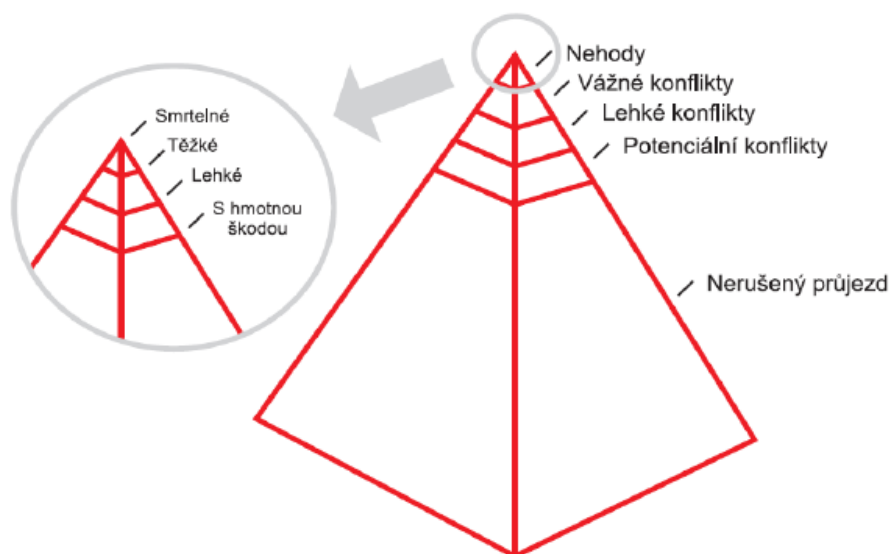 Nehody
Vážné konflikty
Lehké konflikty
Potenciální konflikty
Nerušený průjezd
Smrtelné
Těžké
Lehké
S hmotnou
škodou